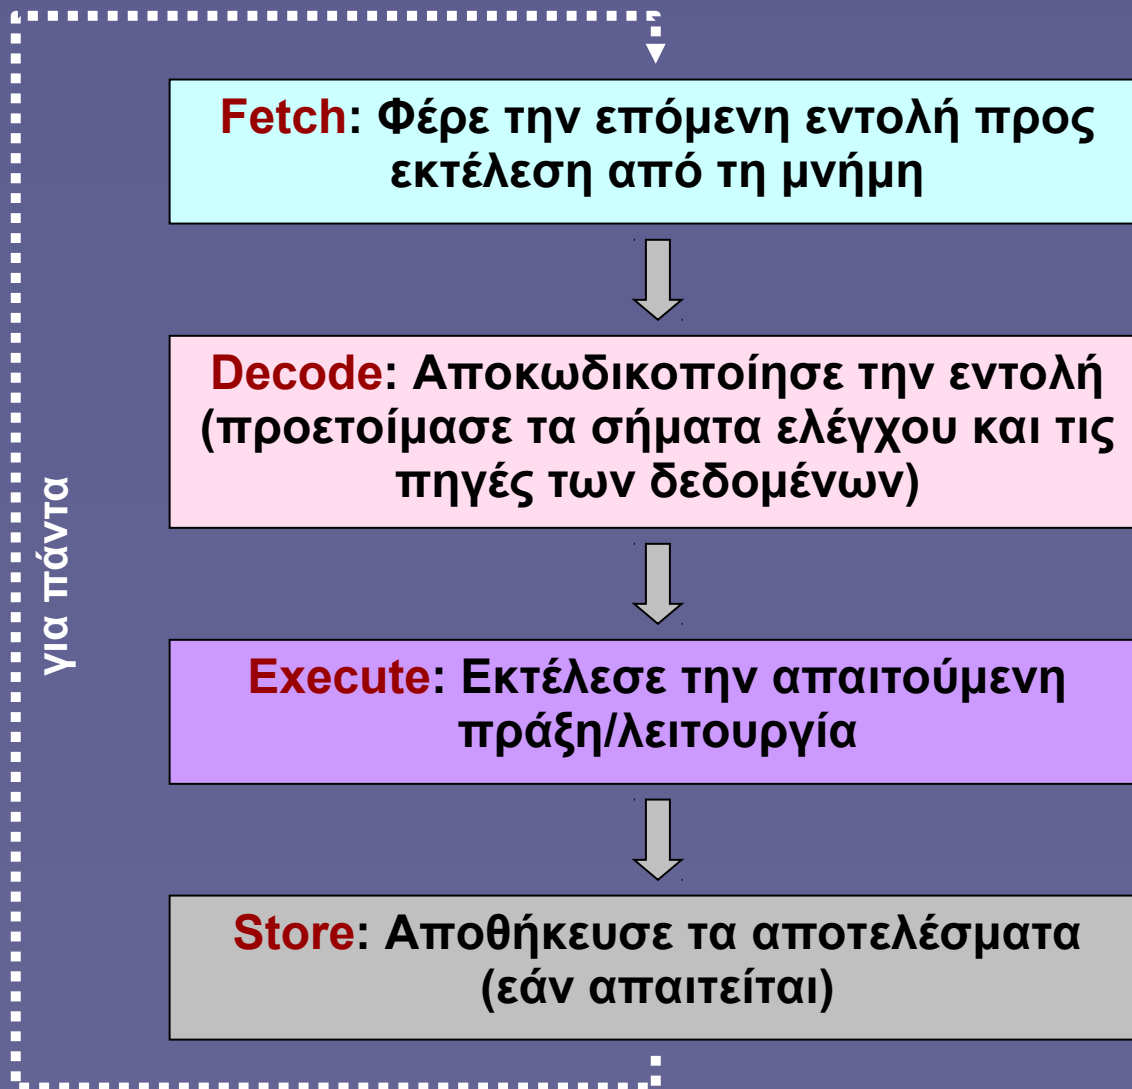 Fetch: Φέρε την επόμενη εντολή προς
εκτέλεση από τη μνήμη
Decode: Αποκωδικοποίησε την εντολή
(προετοίμασε τα σήματα ελέγχου και τις
πηγές των δεδομένων)
για πάντα
Execute: Εκτέλεσε την απαιτούμενη
πράξη/λειτουργία
Store: Αποθήκευσε τα αποτελέσματα
(εάν απαιτείται)